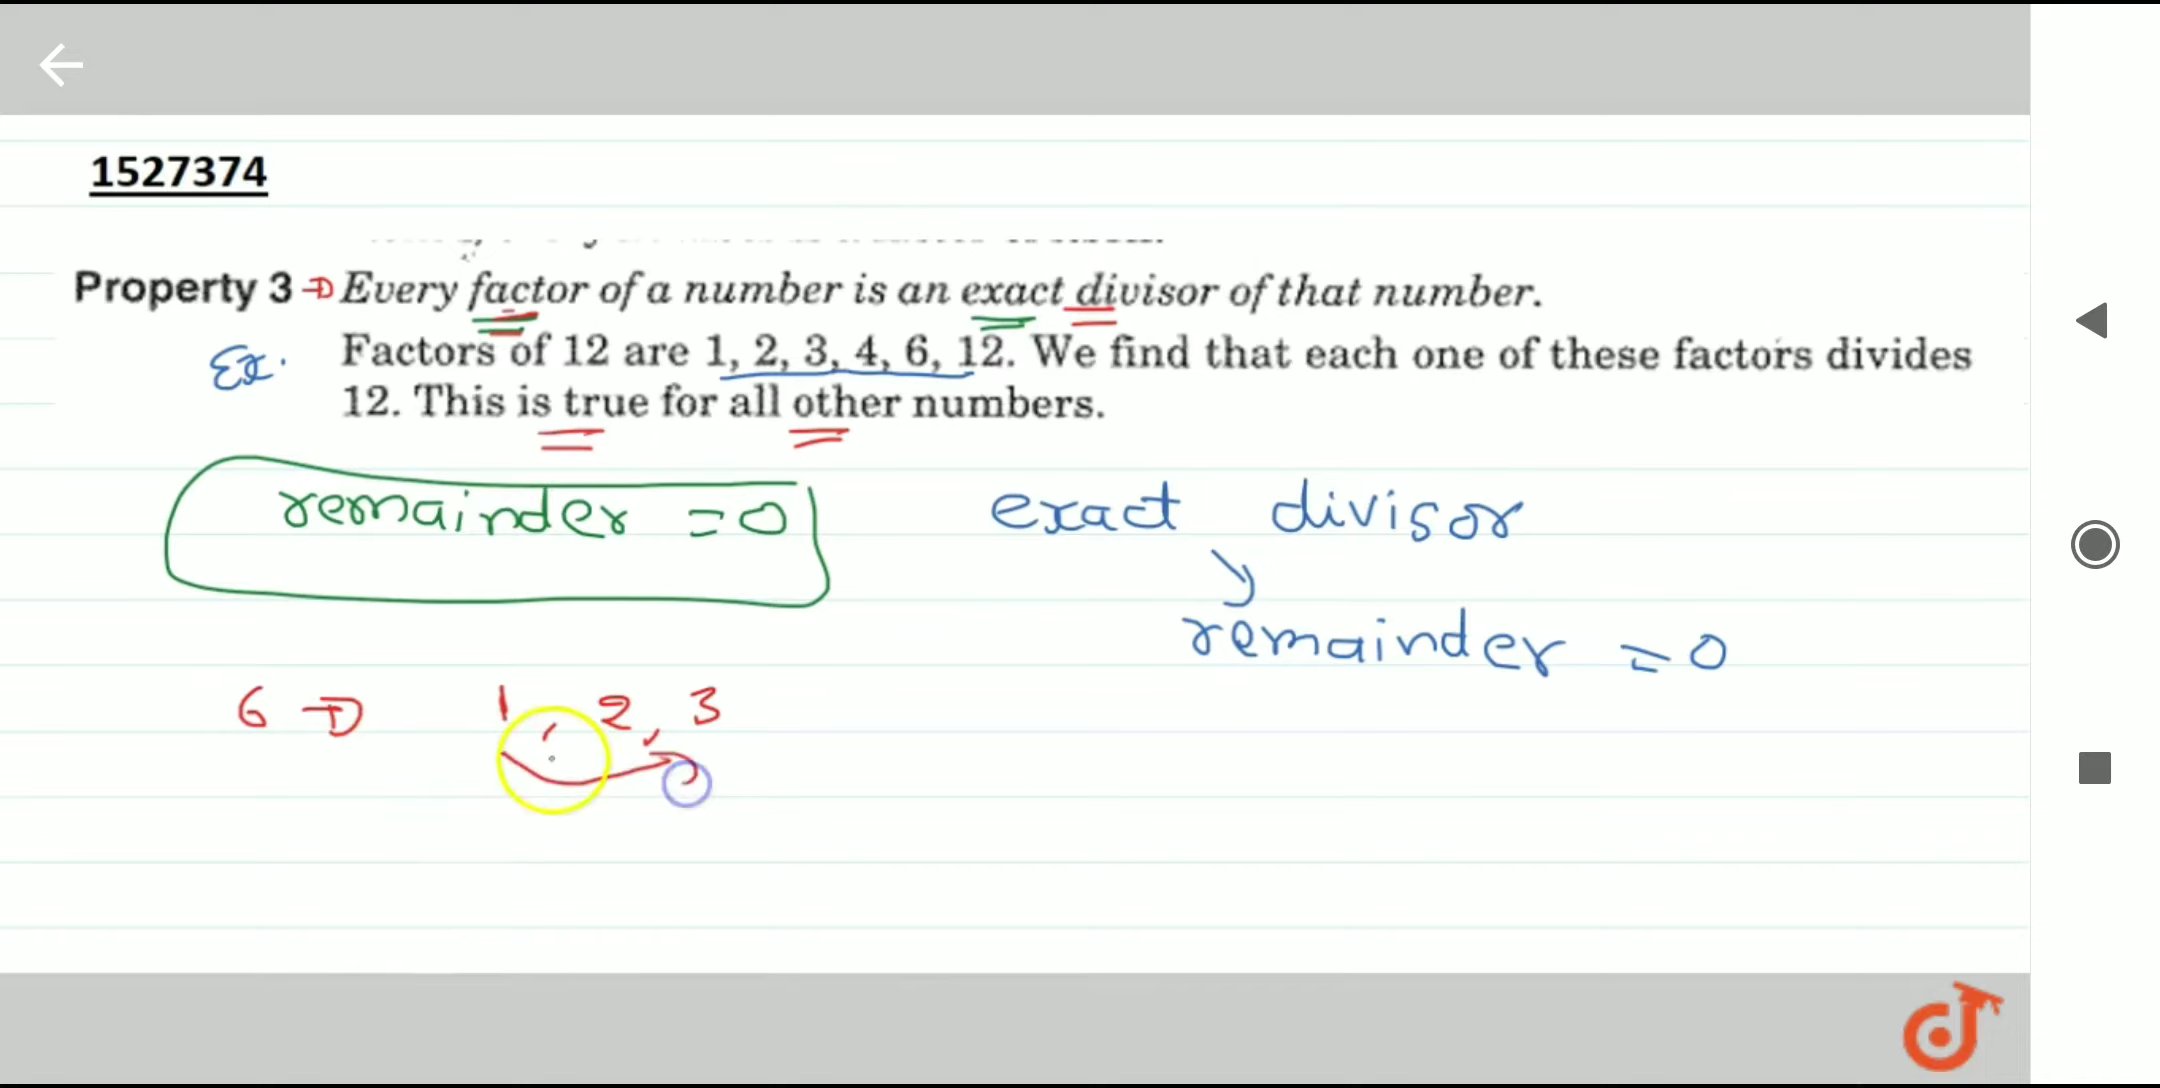 1527374
Property 3 → Every factor of a number is an exact divisor of that number.
Ex. Factors of 12 are 1, 2, 3, 4, 6, 12. We find that each one of these factors divides
12. This is true for all other numbers.
remainder = 0
exact divisor
remainder = 0
6 → 1, 2, 3